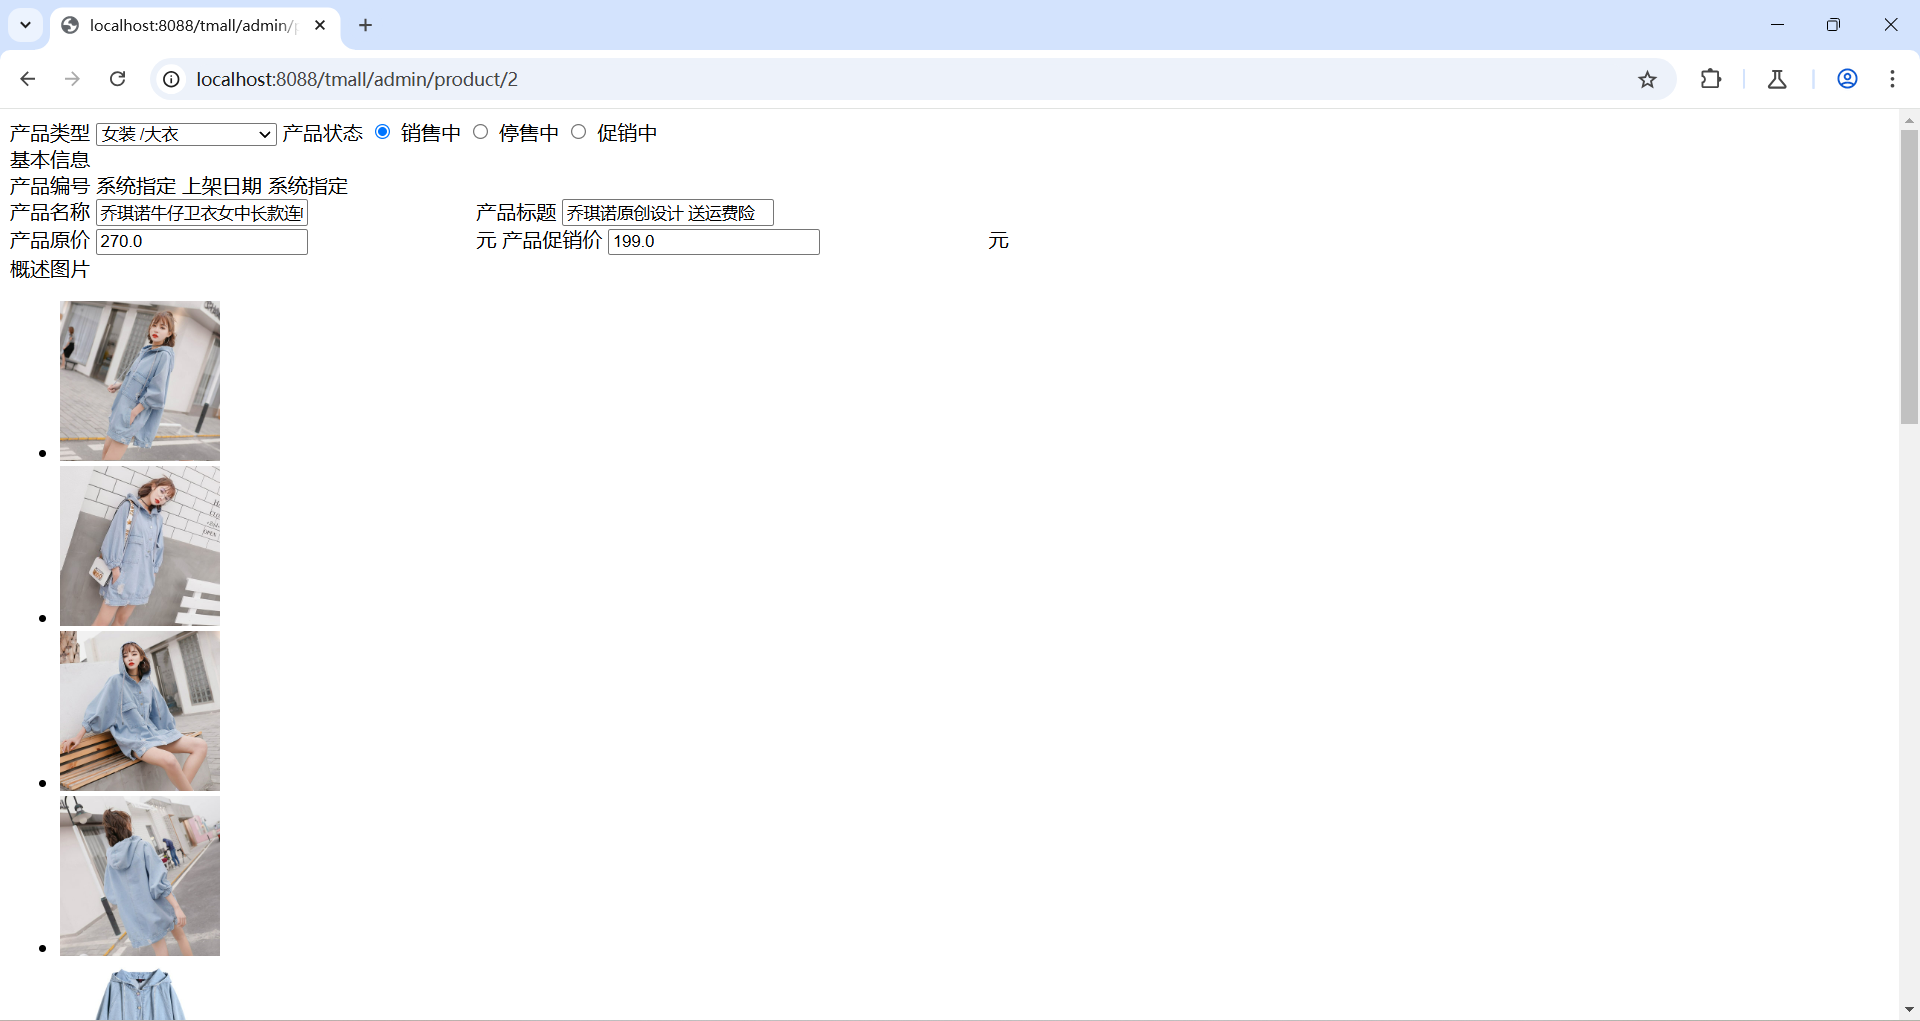 localhost:8088/tmall/admin/
localhost:8088/tmall/admin/product/2
产品类型 女装 /大衣 产品状态 销售中 停售中 促销中
基本信息
产品编号 系统指定 上架日期 系统指定
产品名称 乔琪诺牛仔卫衣女中长款连 产品标题 乔琪诺原创设计 送运费险
产品原价 270.0 元 产品促销价 199.0 元
概述图片